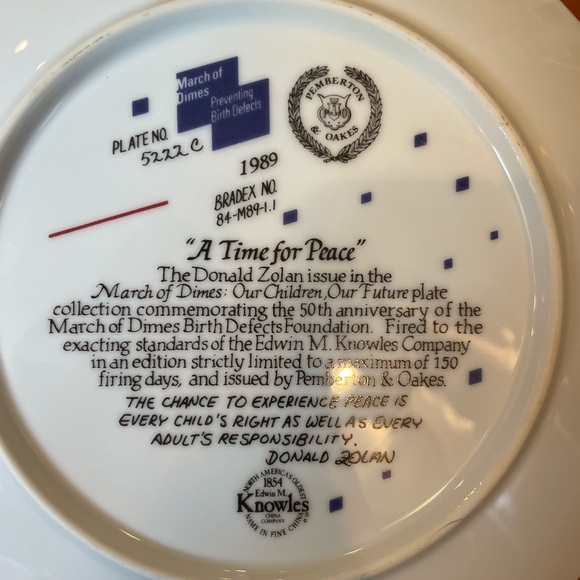 March of
Dimes
Preventing
Birth Defects
PEMBERTON
& OAKES
PLATE NO.
5222 C
1989
BRADEX NO.
84-M89-1.1
"A Time for Peace"
The Donald Zolan issue in the
March of Dimes: Our Children, Our Future plate
collection commemorating the 50th anniversary of the
March of Dimes Birth Defects Foundation. Fired to the
exacting standards of the Edwin M. Knowles Company
in an edition strictly limited to a maximum of 150
firing days, and issued by Pemberton & Oakes.
THE CHANCE TO EXPERIENCE PEACE IS
EVERY CHILD'S RIGHT AS WELL AS EVERY
ADULT'S RESPONSIBILITY.
DONALD ZOLAN
NORTH AMERICA'S OLDEST
1854
Edwin M.
Knowles
CHINA
COMPANY
NAME IN FINE CHINA